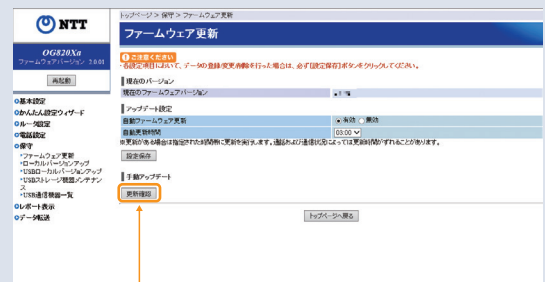 NTT
OG820Xa
ファームウェアバージョン 2.0.01
再起動
基本設定
かんたん設定ウィザード
ルータ設定
電話設定
保守
ファームウェア更新
ローカルバージョンアップ
USBローカルバージョンアップ
USBストレージ機器メンテナン
ス
USB通信機器一覧
レポート表示
データ転送
トップページ > 保守 > ファームウェア更新
ファームウェア更新
ご注意ください
・各設定項目において、データの登録/変更/削除を行った場合は、必ず[設定保存]ボタンをクリックしてください。
現在のバージョン
現在のファームウェアバージョン
アップデート設定
自動ファームウェア更新 有効 無効
自動更新時間 03:00
※更新がある場合は指定された時間帯に更新を実行します。通話および通信状況によっては更新時間がずれることがあります。
設定保存
手動アップデート
更新確認
トップページへ戻る